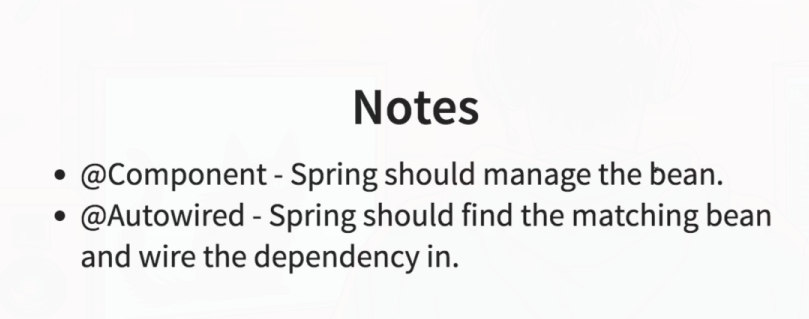 Notes
• @Component - Spring should manage the bean.
• @Autowired - Spring should find the matching bean
and wire the dependency in.